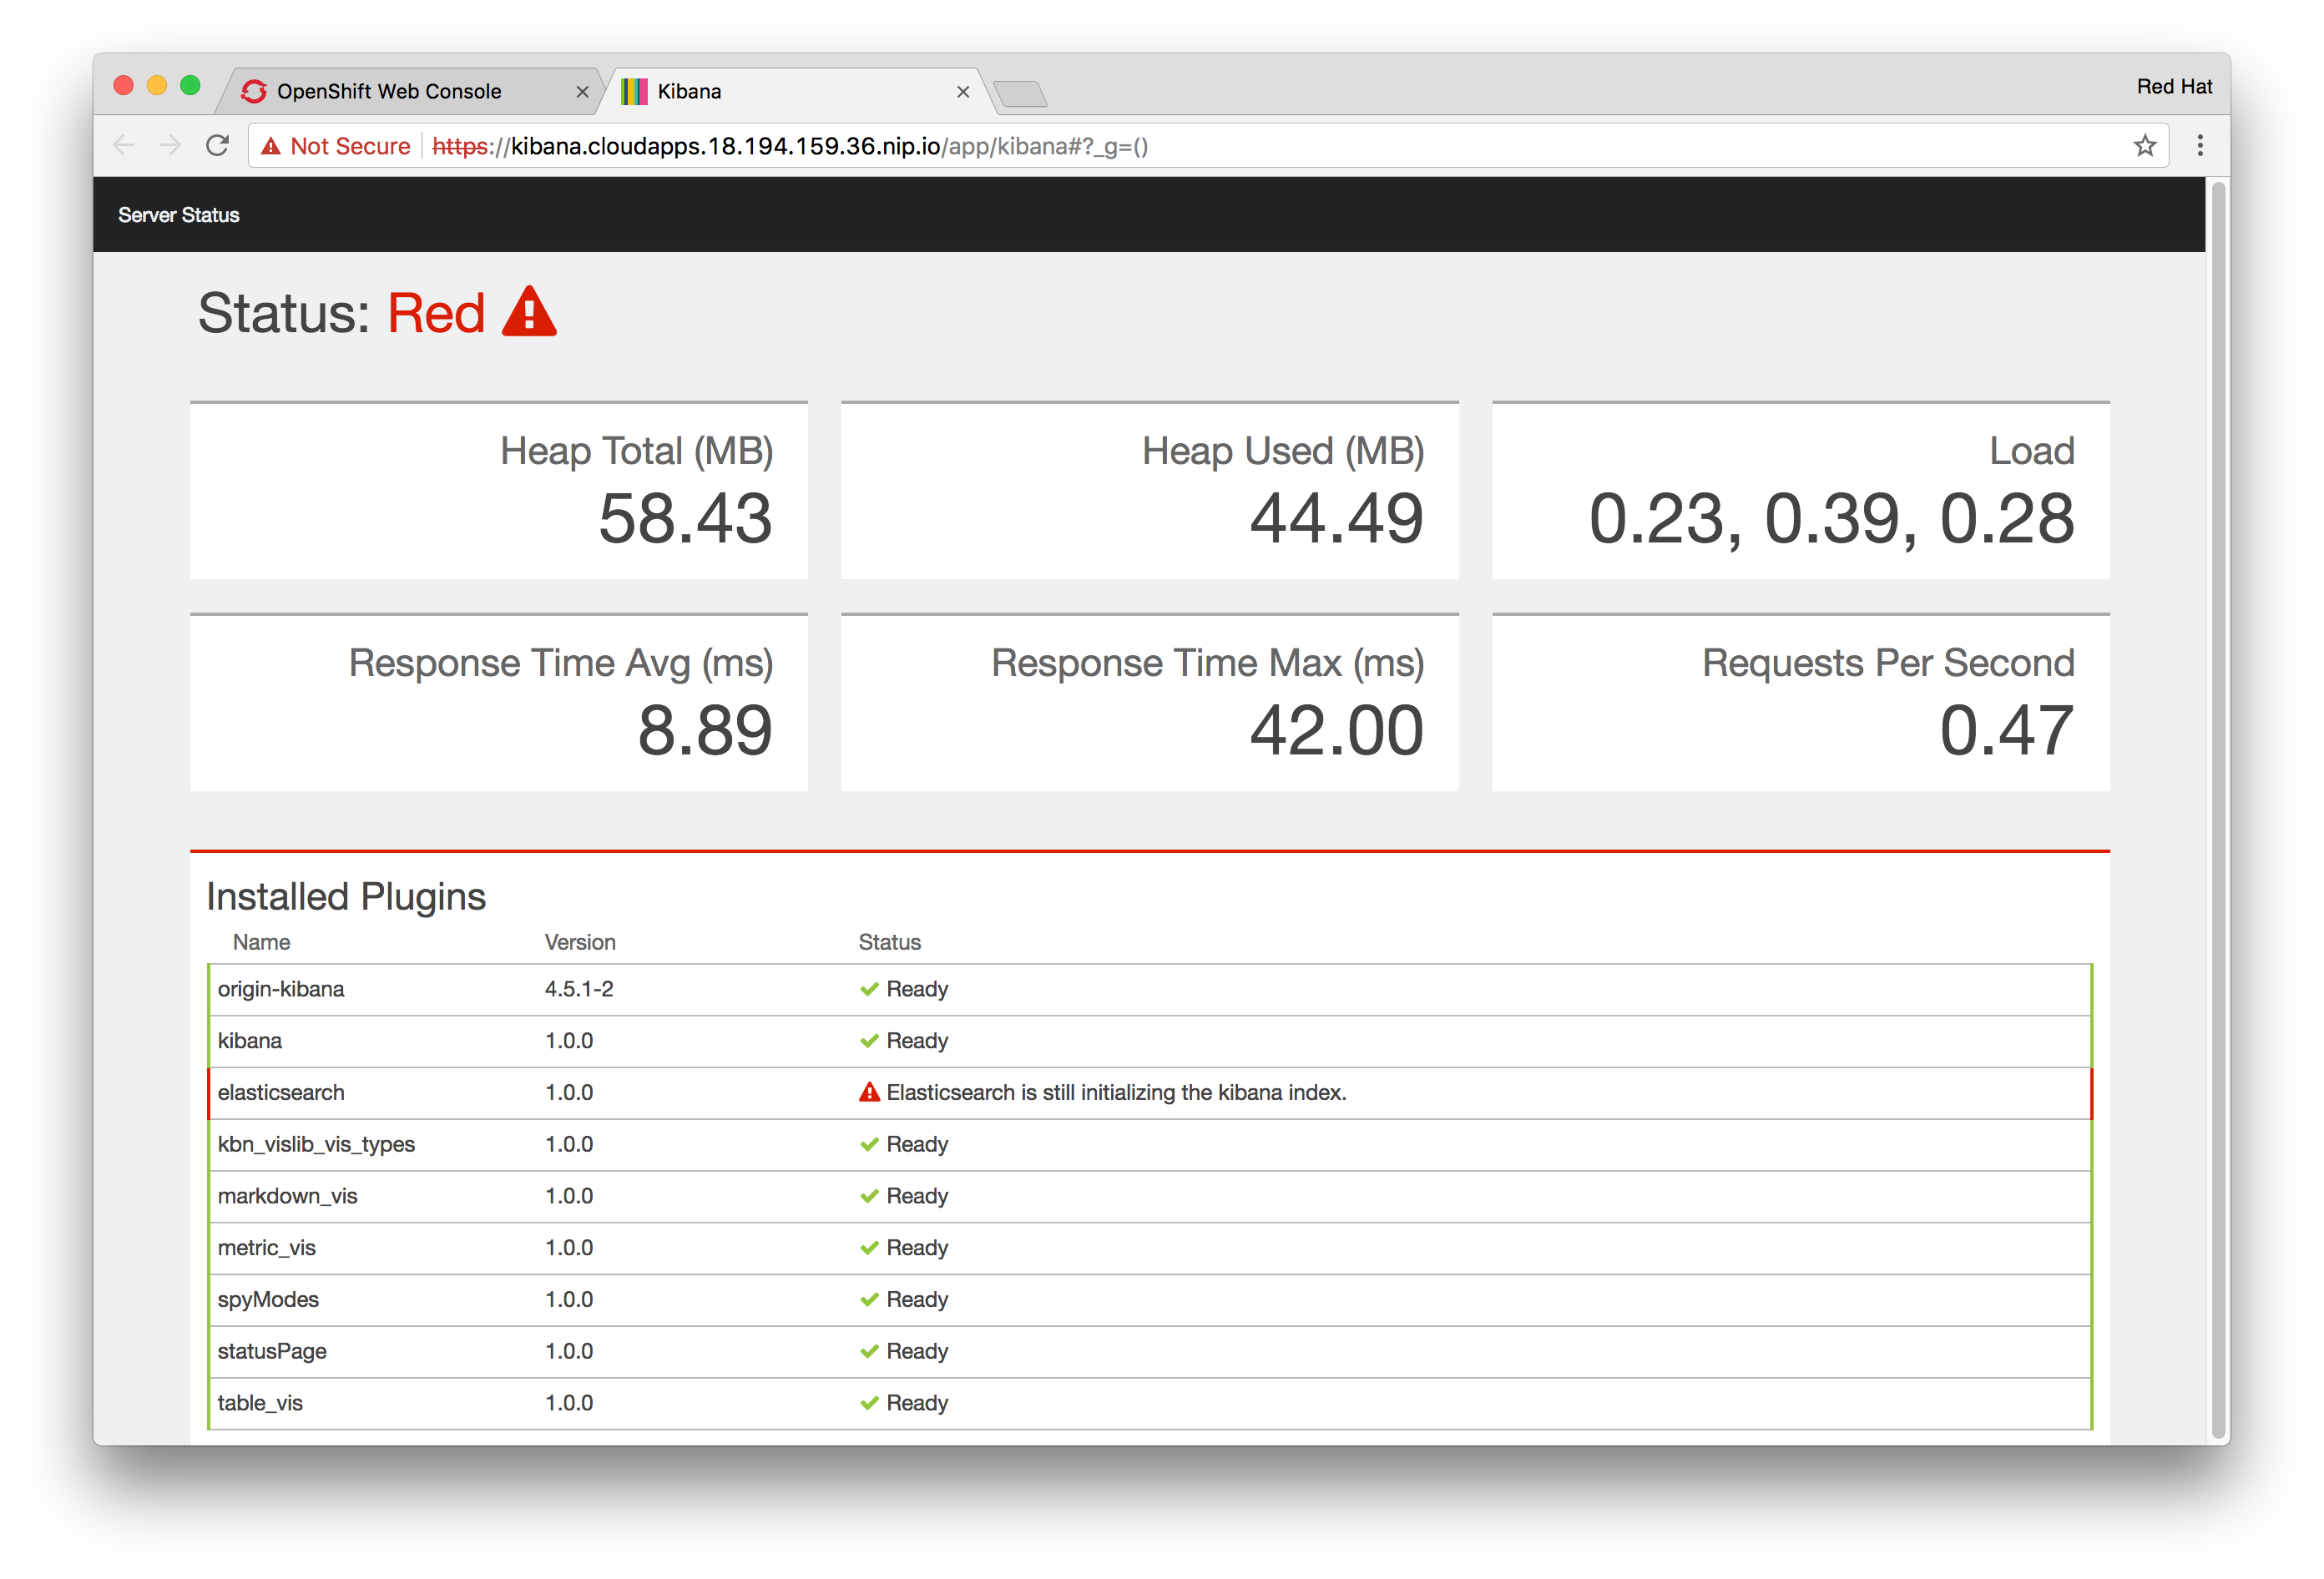 OpenShift Web Console
Kibana
Red Hat
Not Secure https://kibana.cloudapps.18.194.159.36.nip.io/app/kibana#?_g=()
Server Status
Status: Red
Heap Total (MB)
58.43
Heap Used (MB)
44.49
Load
0.23, 0.39, 0.28
Response Time Avg (ms)
8.89
Response Time Max (ms)
42.00
Requests Per Second
0.47
Installed Plugins
Name Version Status
origin-kibana 4.5.1-2 Ready
kibana 1.0.0 Ready
elasticsearch 1.0.0 Elasticsearch is still initializing the kibana index.
kbn_vislib_vis_types 1.0.0 Ready
markdown_vis 1.0.0 Ready
metric_vis 1.0.0 Ready
spyModes 1.0.0 Ready
statusPage 1.0.0 Ready
table_vis 1.0.0 Ready